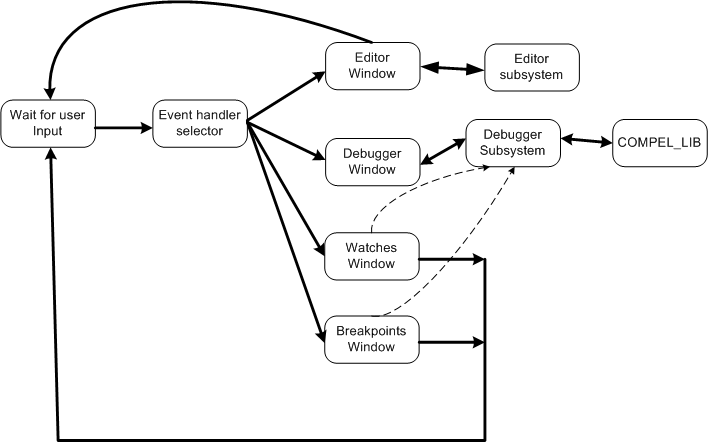 Editor
Window
Editor
subsystem
Wait for user
Input
Event handler
selector
Debugger
Window
Debugger
Subsystem
COMPEL_LIB
Watches
Window
Breakpoints
Window